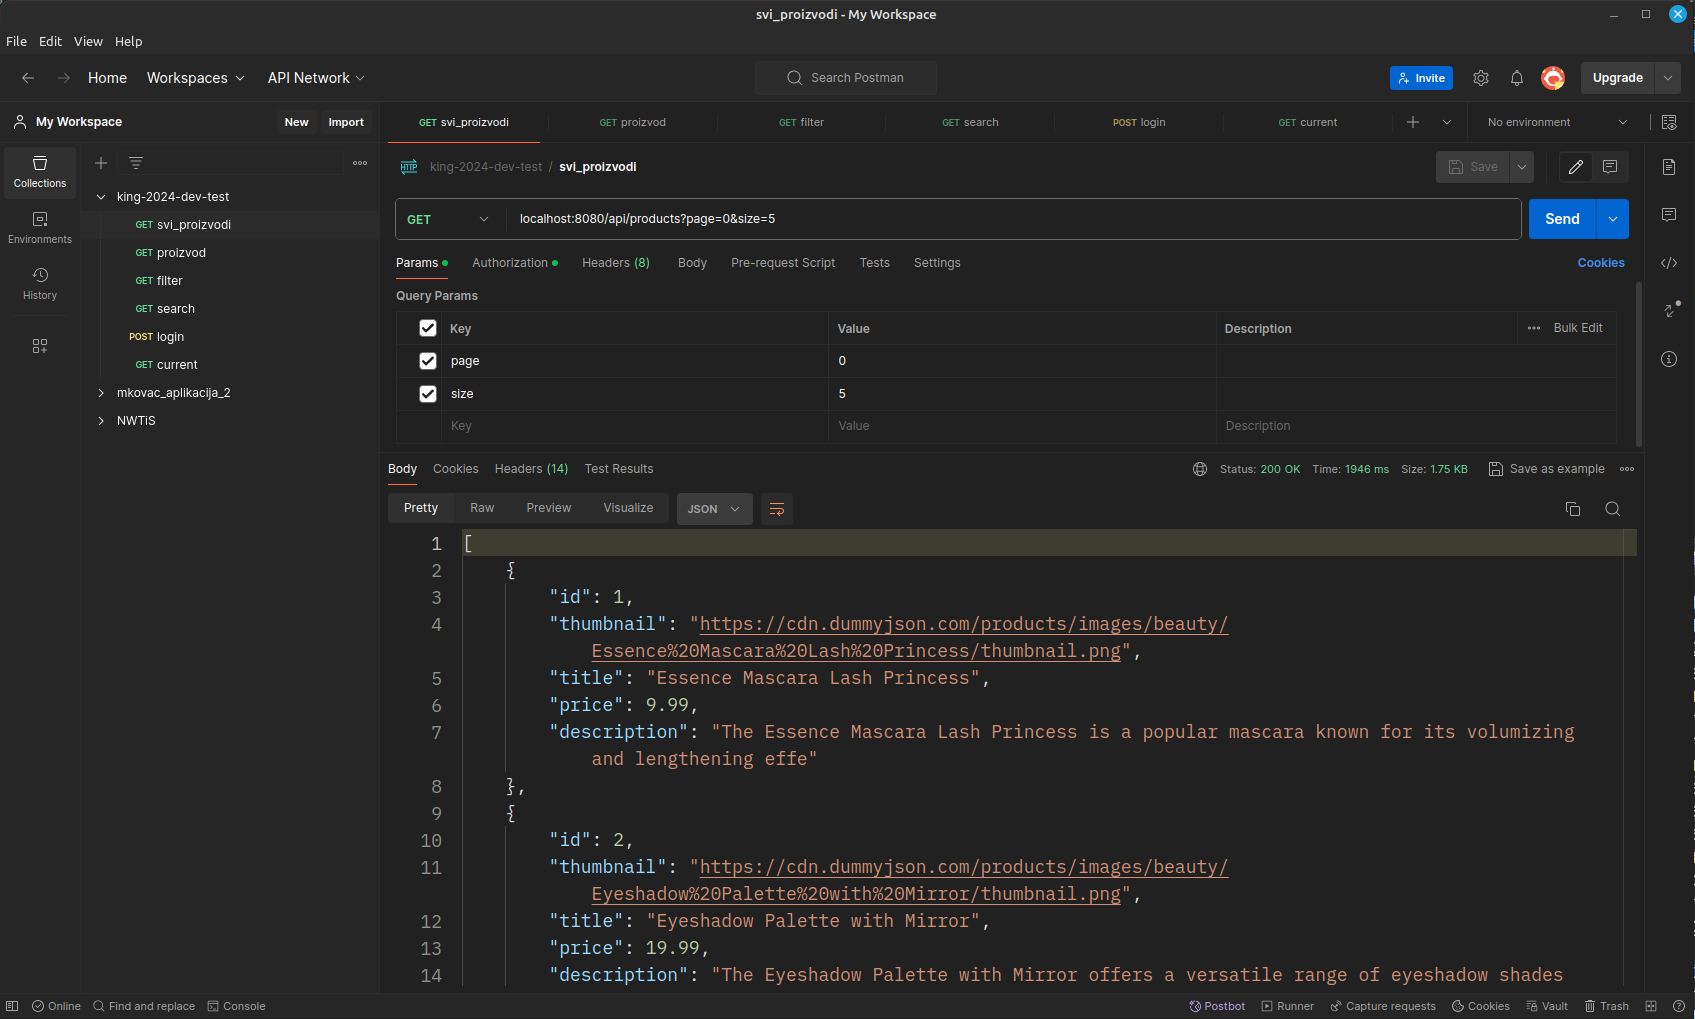 svi_proizvodi - My Workspace
File Edit View Help
Home Workspaces API Network Search Postman Invite Upgrade
My Workspace New Import
GET svi_proizvodi GET proizvod GET filter GET search POST login GET current No environment
Collections
Environments
History
king-2024-dev-test
GET svi_proizvodi
GET proizvod
GET filter
GET search
POST login
GET current
mkovac_aplikacija_2
NWTiS
HTTP king-2024-dev-test / svi_proizvodi Save
GET localhost:8080/api/products?page=0&size=5 Send
Params Authorization Headers (8) Body Pre-request Script Tests Settings Cookies
Query Params
Key Value Description Bulk Edit
page 0
size 5
Key Value Description
Body Cookies Headers (14) Test Results Status: 200 OK Time: 1946 ms Size: 1.75 KB Save as example
Pretty Raw Preview Visualize JSON
1 [
2 {
3 "id": 1,
4 "thumbnail": "https://cdn.dummyjson.com/products/images/beauty/
Essence%20Mascara%20Lash%20Princess/thumbnail.png",
5 "title": "Essence Mascara Lash Princess",
6 "price": 9.99,
7 "description": "The Essence Mascara Lash Princess is a popular mascara known for its volumizing
and lengthening effe"
8 },
9 {
10 "id": 2,
11 "thumbnail": "https://cdn.dummyjson.com/products/images/beauty/
Eyeshadow%20Palette%20with%20Mirror/thumbnail.png",
12 "title": "Eyeshadow Palette with Mirror",
13 "price": 19.99,
14 "description": "The Eyeshadow Palette with Mirror offers a versatile range of eyeshadow shades
Online Find and replace Console Postbot Runner Capture requests Cookies Vault Trash